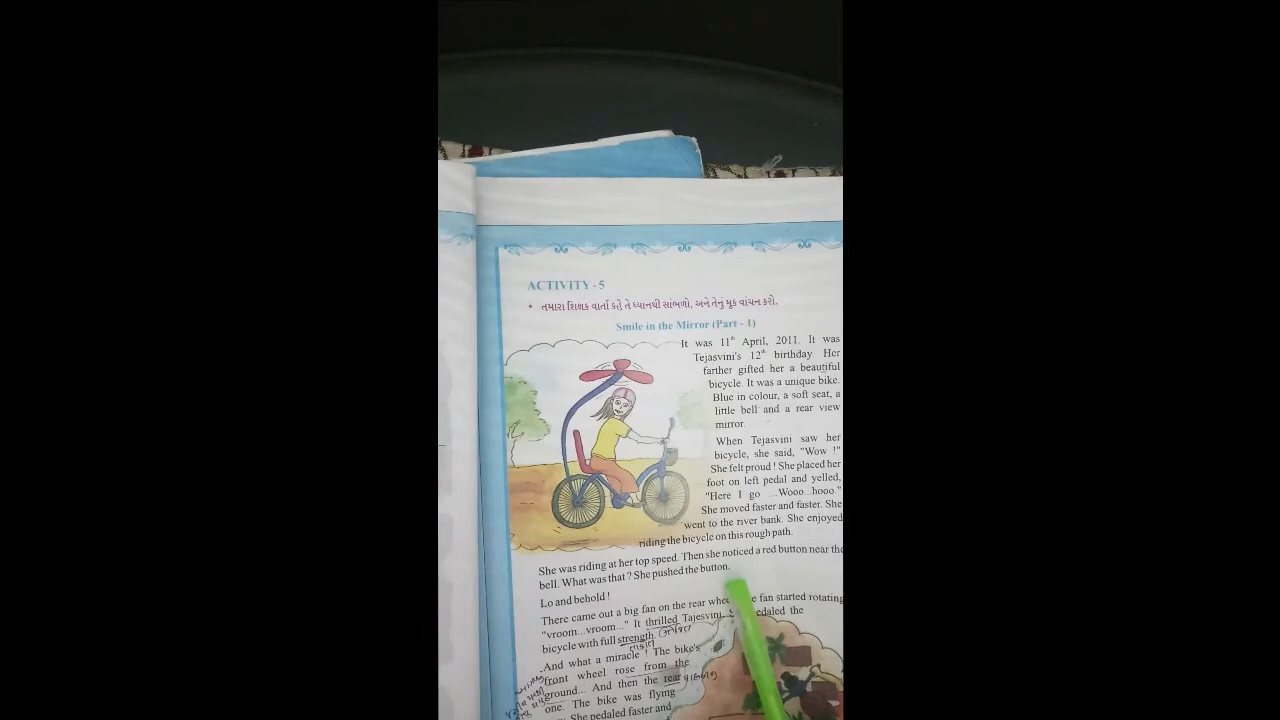 ACTIVITY - 5
• તમારા શિક્ષક વાર્તા કહે તે ધ્યાનથી સાંભળો, અને તેનું મૂક વાંચન કરો.
Smile in the Mirror (Part - 1)
It was 11th April, 2011. It was
Tejasvini's 12th birthday. Her
farther gifted her a beautiful
bicycle. It was a unique bike.
Blue in colour, a soft seat, a
little bell and a rear view
mirror.
When Tejasvini saw her
bicycle, she said, "Wow !"
She felt proud ! She placed her
foot on left pedal and yelled,
"Here I go ....Wooo...hooo."
She moved faster and faster. She
went to the river bank. She enjoyed
riding the bicycle on this rough path.
She was riding at her top speed. Then she noticed a red button near the
bell. What was that ? She pushed the button.
Lo and behold !
There came out a big fan on the rear fan started rotating
"vroom...vroom..." It thrilled Tajesvini. the
bicycle with full strength.
તાકાત
And what a miracle ! The bike's
front wheel rose from the
ground... And then the rear
one. The bike was flying
She pedaled faster and